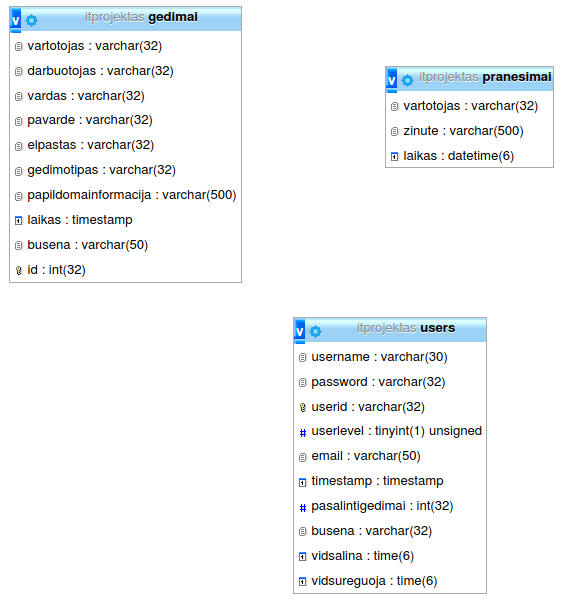 v itprojektas gedimai
vartotojas : varchar(32)
darbuotojas : varchar(32)
vardas : varchar(32)
pavarde : varchar(32)
elpastas : varchar(32)
gedimotipas : varchar(32)
papildomainformacija : varchar(500)
laikas : timestamp
busena : varchar(50)
id : int(32)
v itprojektas pranesimai
vartotojas : varchar(32)
zinute : varchar(500)
laikas : datetime(6)
v itprojektas users
username : varchar(30)
password : varchar(32)
userid : varchar(32)
# userlevel : tinyint(1) unsigned
email : varchar(50)
timestamp : timestamp
# pasalintigedimai : int(32)
busena : varchar(32)
vidsalina : time(6)
vidsureguoja : time(6)